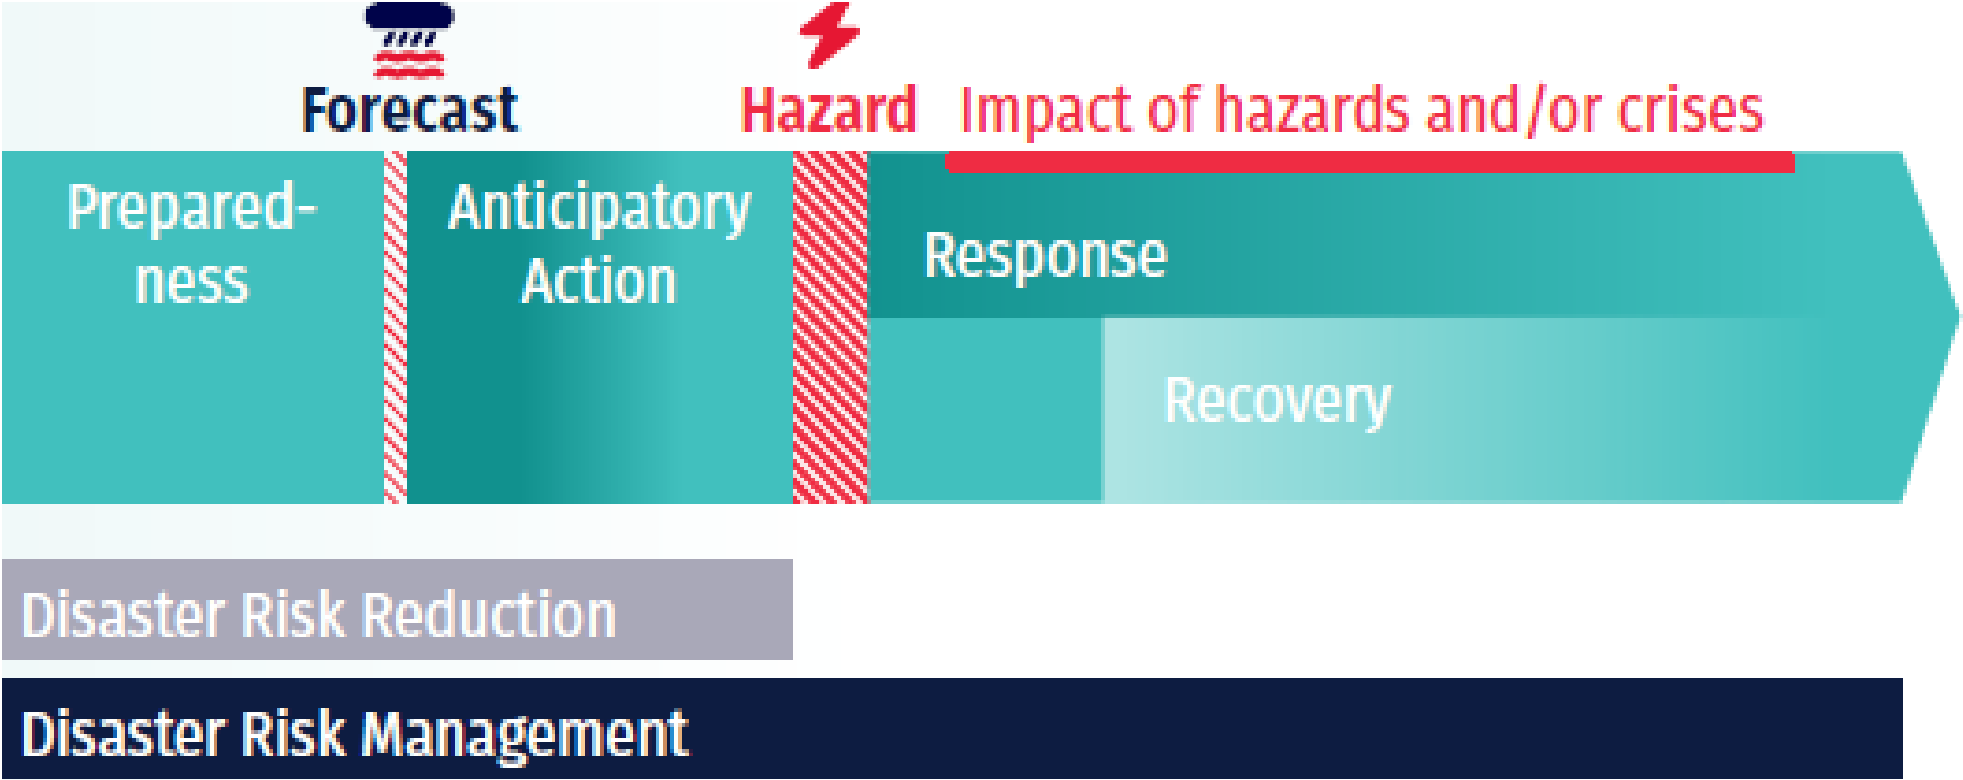 Forecast
Hazard
Impact of hazards and/or crises
Prepared-
ness
Anticipatory
Action
Response
Recovery
Disaster Risk Reduction
Disaster Risk Management